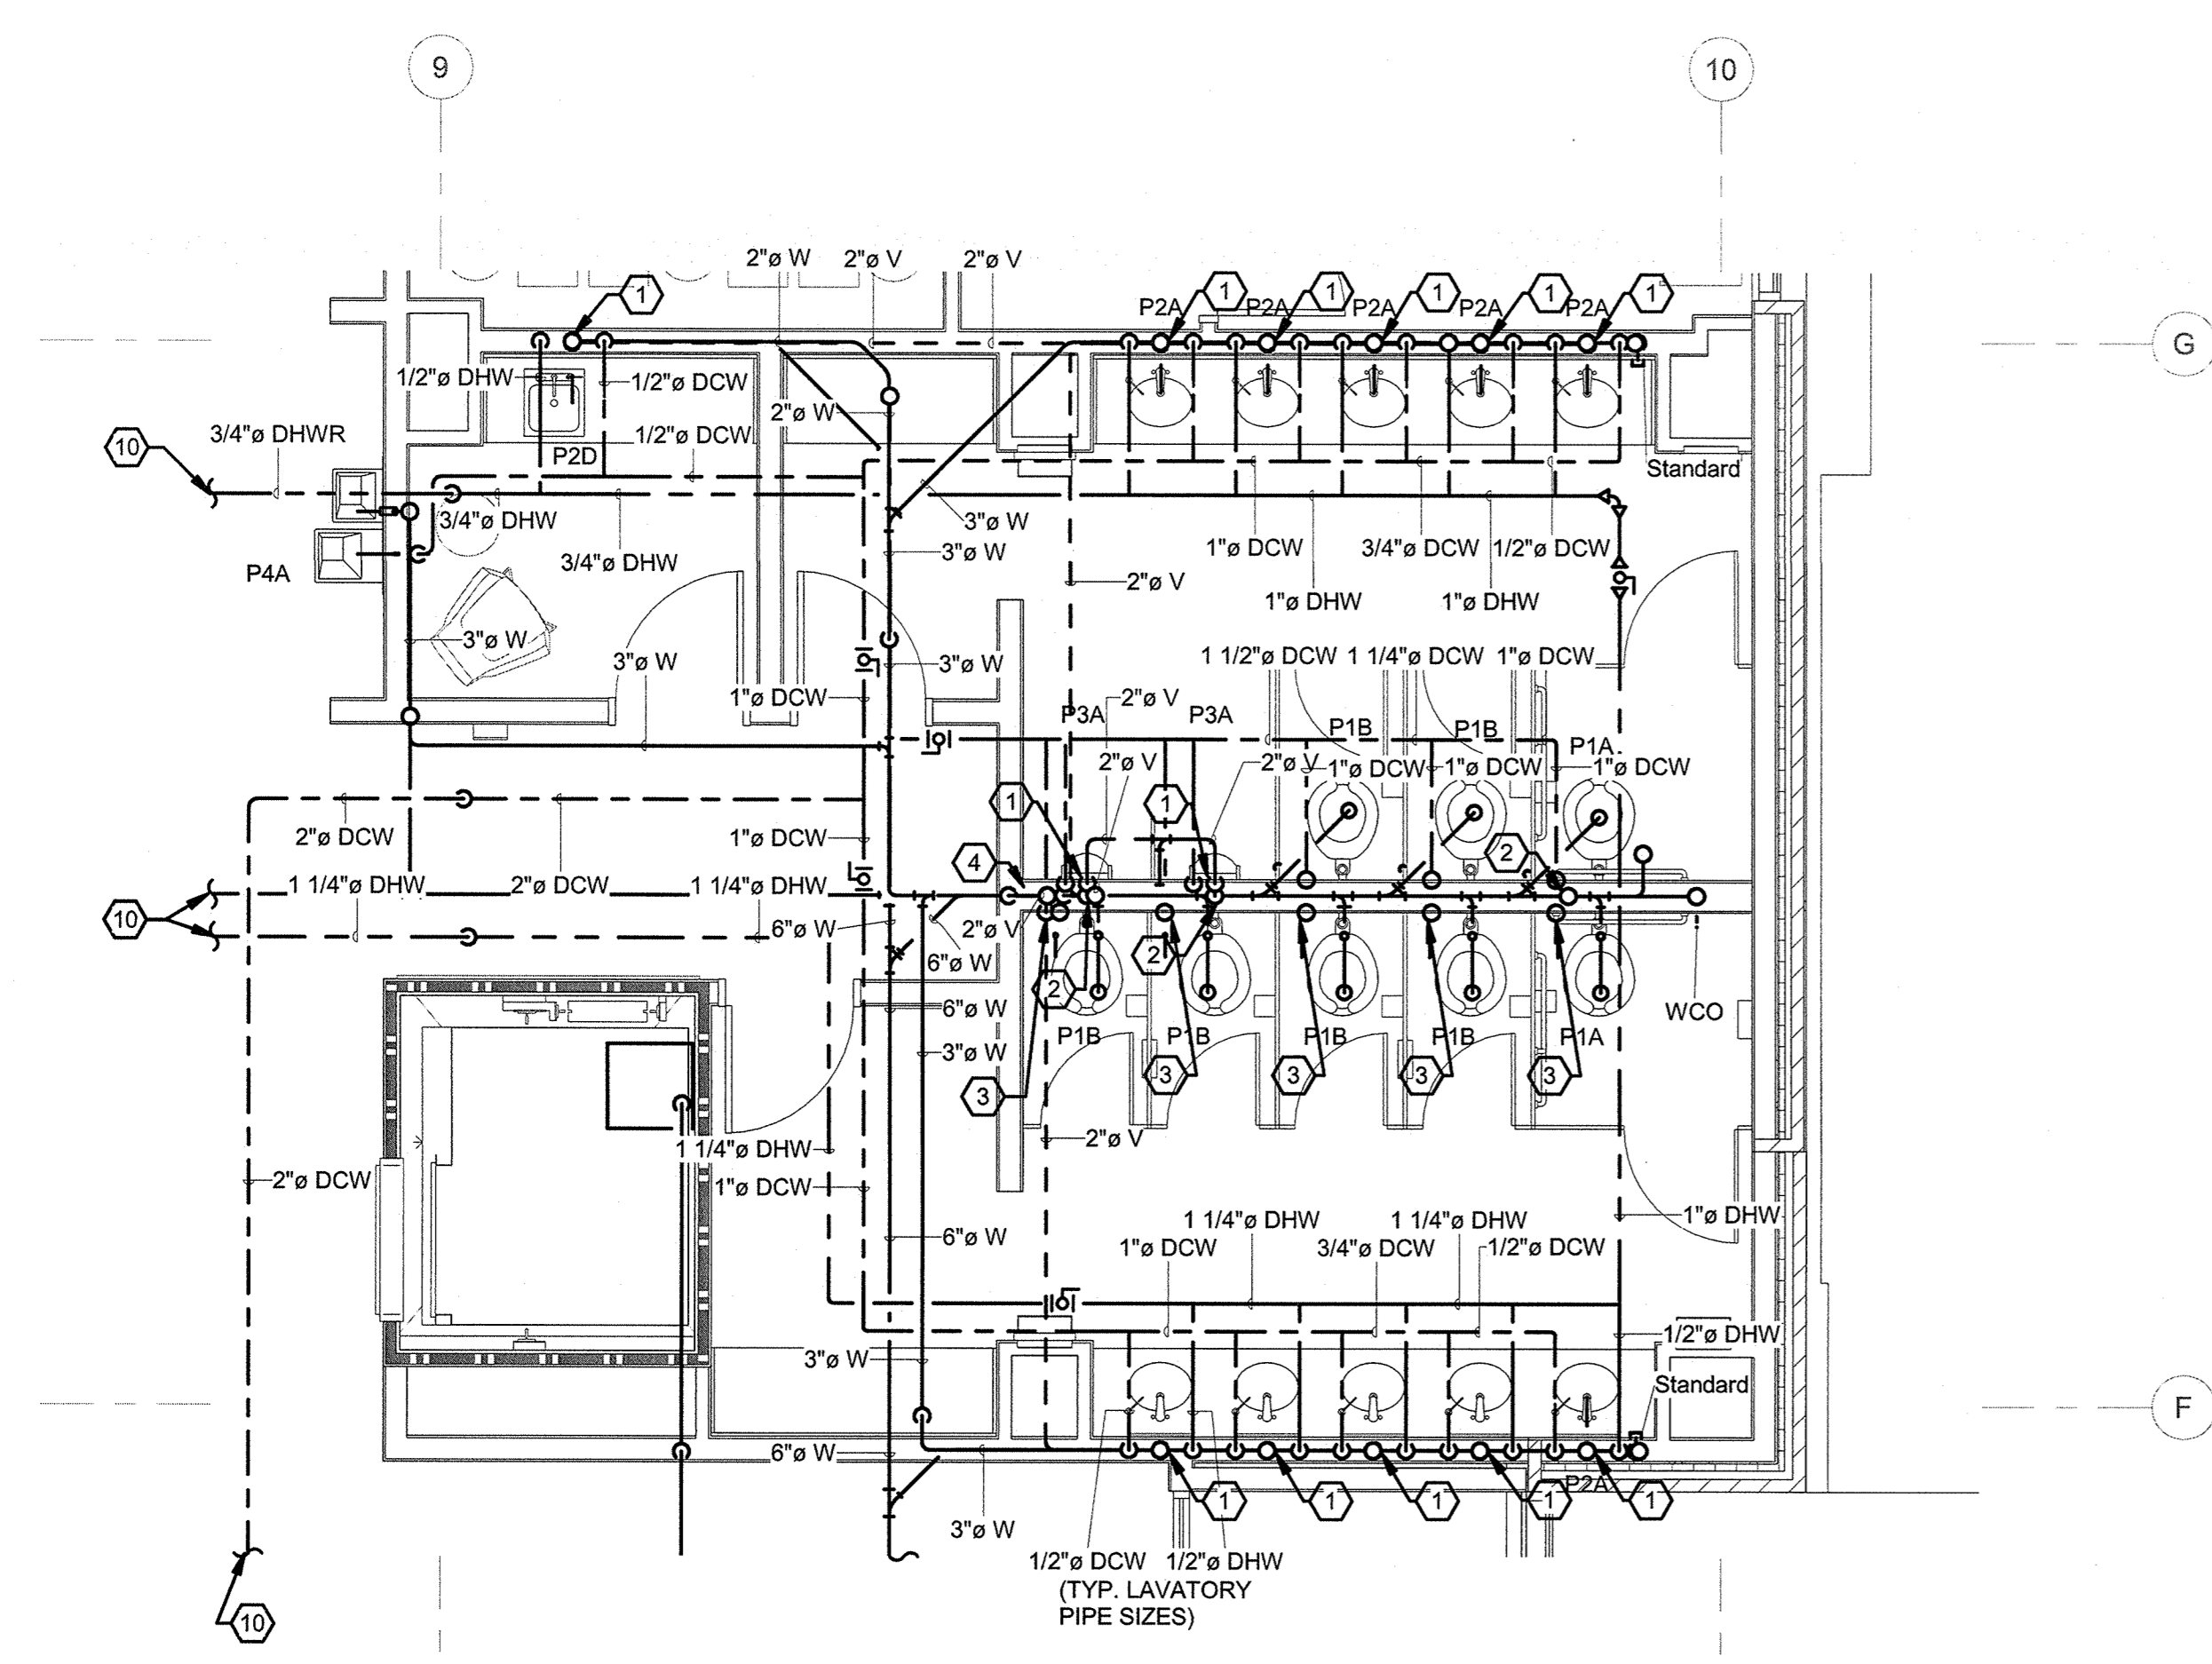 9
10
2"ø W
2"ø V
2"ø V
1
P2A
1
P2A
1
P2A
1
P2A
1
P2A
1
G
1/2"ø DHW
1/2"ø DCW
2"ø W
10
3/4"ø DHWR
1/2"ø DCW
P2D
Standard
3/4"ø DHW
3"ø W
3"ø W
3/4"ø DHW
1"ø DCW
3/4"ø DCW
1/2"ø DCW
P4A
2"ø V
1"ø DHW
1"ø DHW
3"ø W
3"ø W
3"ø W
1 1/2"ø DCW
1 1/4"ø DCW
1"ø DCW
1"ø DCW
2"ø V
P3A
P3A
P1B
P1B
P1A
2"ø V
2"ø V
1"ø DCW
1"ø DCW
1"ø DCW
1
1
2"ø DCW
1"ø DCW
4
2
1 1/4"ø DHW
2"ø DCW
1 1/4"ø DHW
10
6"ø W
2"ø V
6"ø W
2
2
6"ø W
WCO
P1B
P1B
P1B
P1B
P1A
3"ø W
3
3
3
3
3
1 1/4"ø DHW
2"ø V
2"ø DCW
1"ø DCW
1 1/4"ø DHW
1 1/4"ø DHW
1"ø DHW
6"ø W
1"ø DCW
3/4"ø DCW
1/2"ø DCW
1/2"ø DHW
3"ø W
Standard
F
6"ø W
P2A
1
1
1
1
1
3"ø W
1/2"ø DCW
1/2"ø DHW
(TYP. LAVATORY
PIPE SIZES)
10